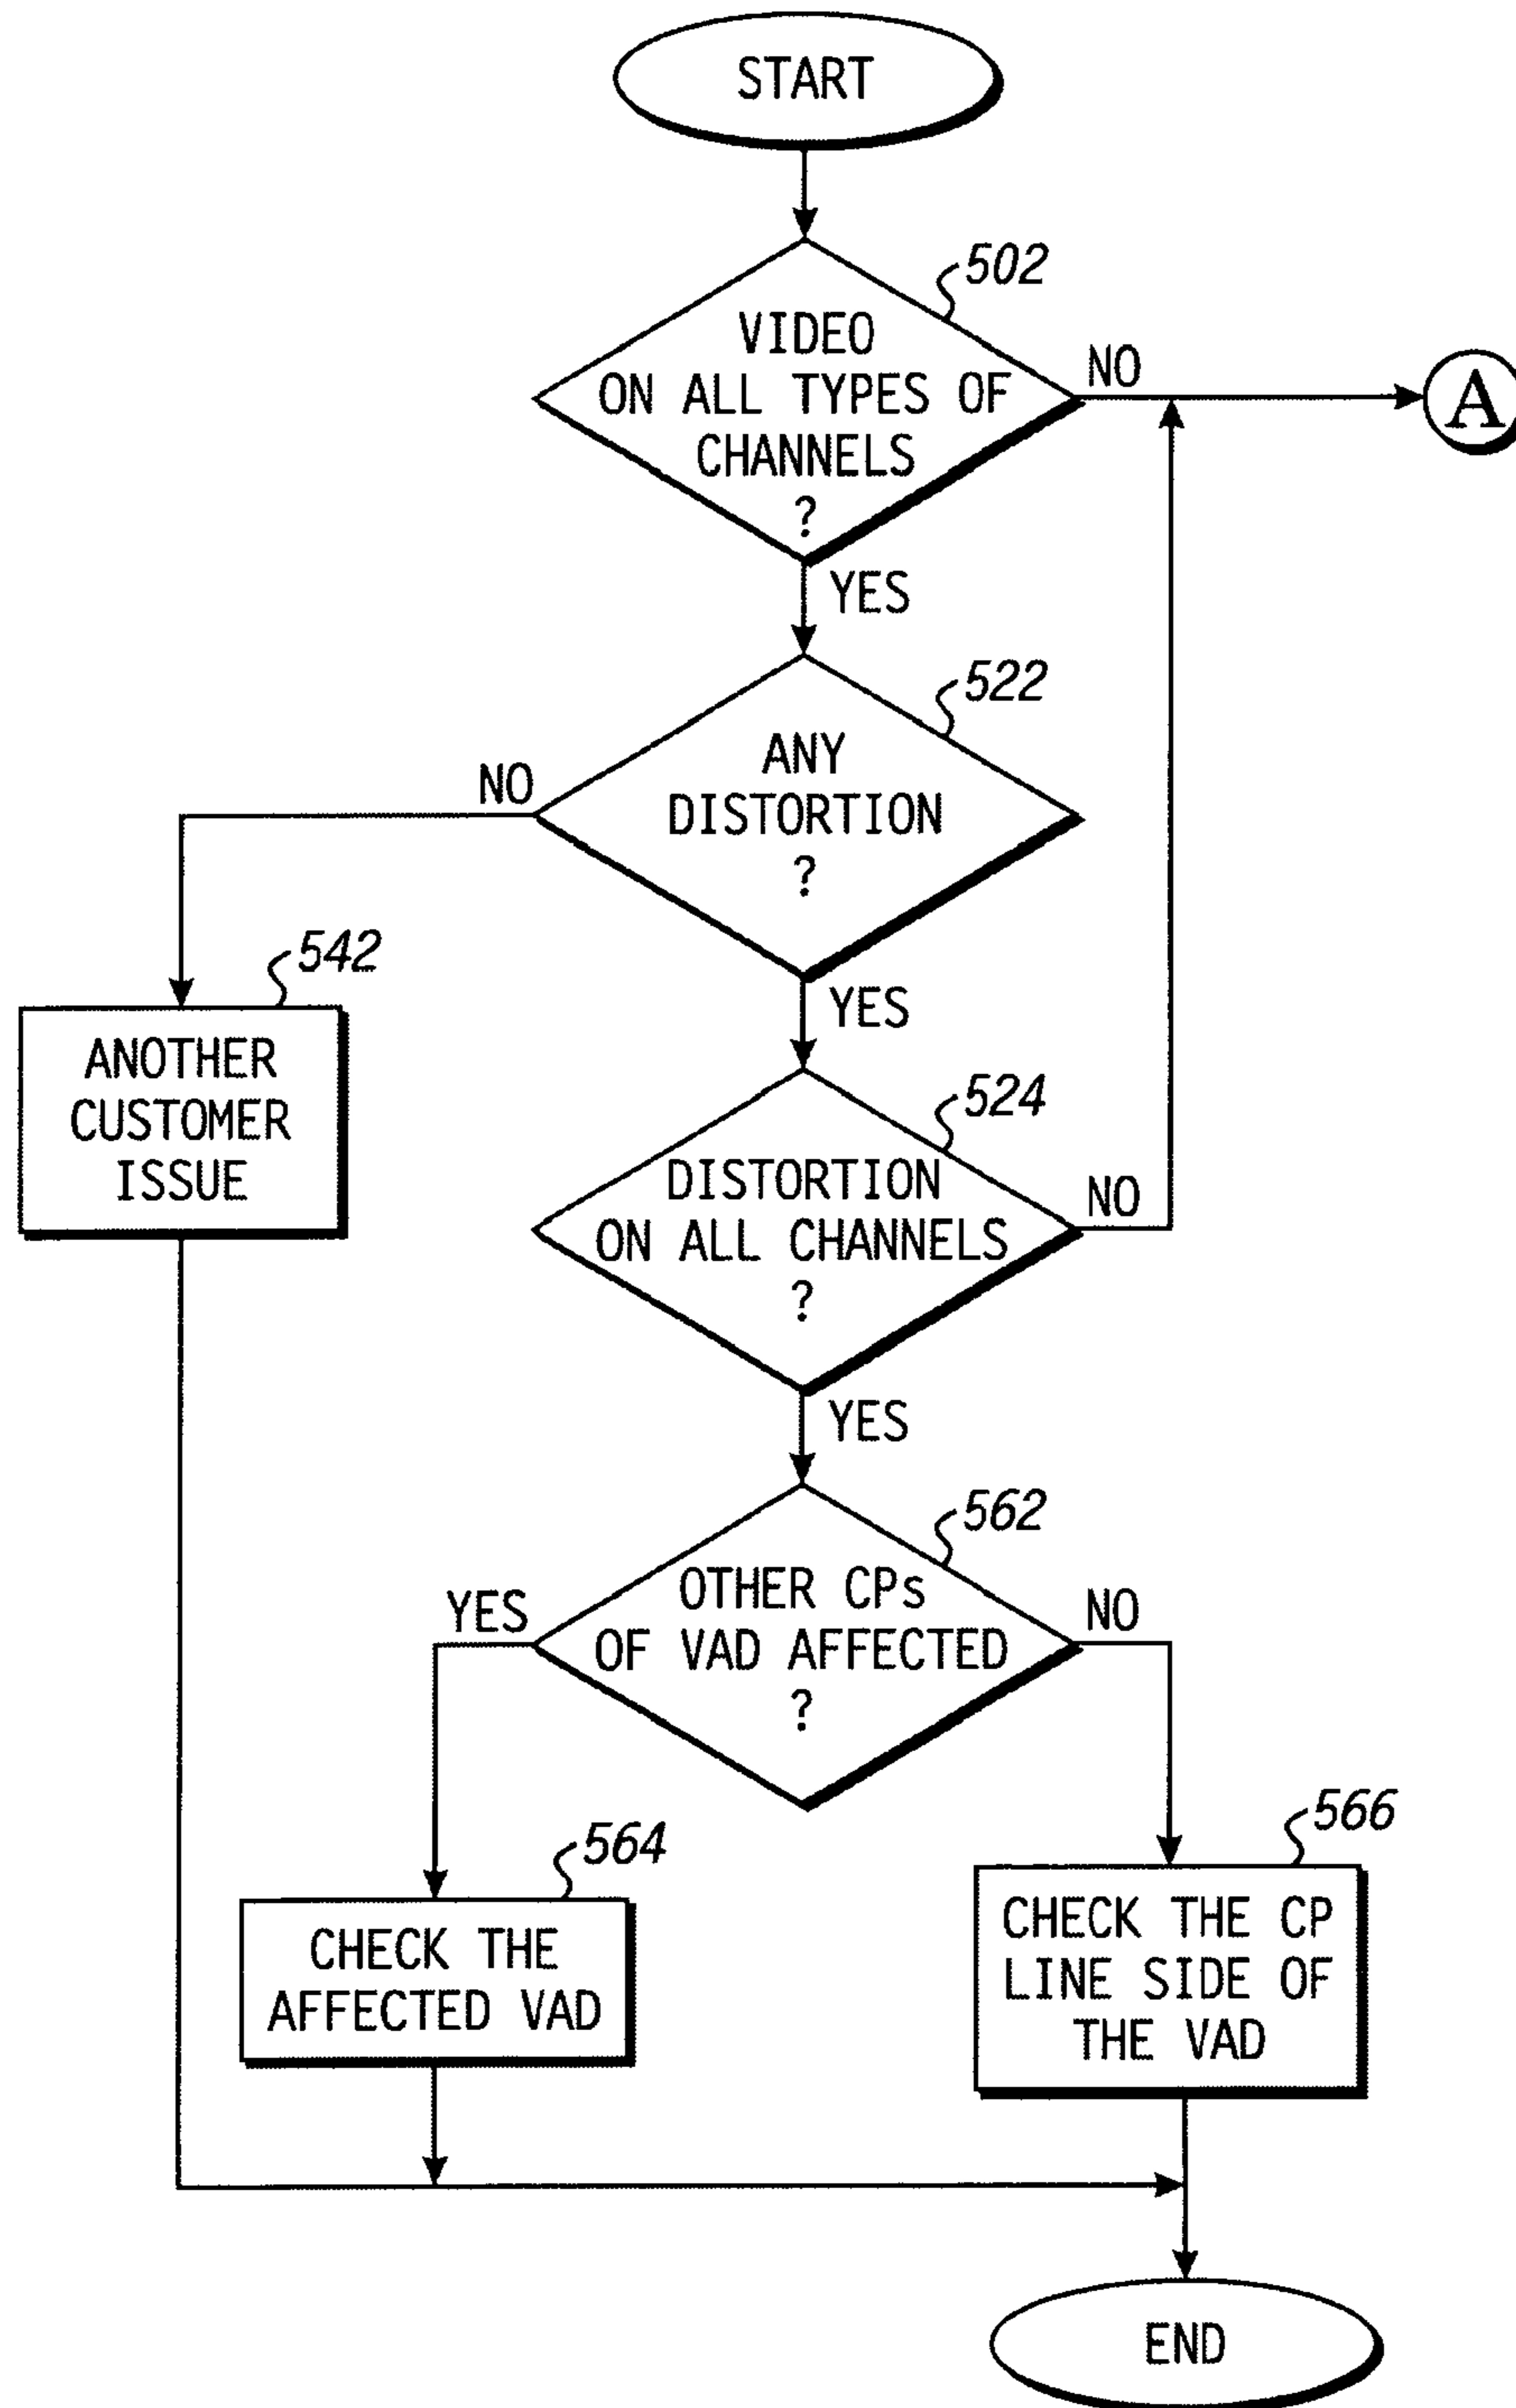 START
502
VIDEO
ON ALL TYPES OF
CHANNELS
?
NO
A
YES
522
ANY
DISTORTION
?
NO
YES
542
ANOTHER
CUSTOMER
ISSUE
524
DISTORTION
ON ALL CHANNELS
?
NO
YES
562
OTHER CPs
OF VAD AFFECTED
?
YES
NO
564
CHECK THE
AFFECTED VAD
566
CHECK THE CP
LINE SIDE OF
THE VAD
END